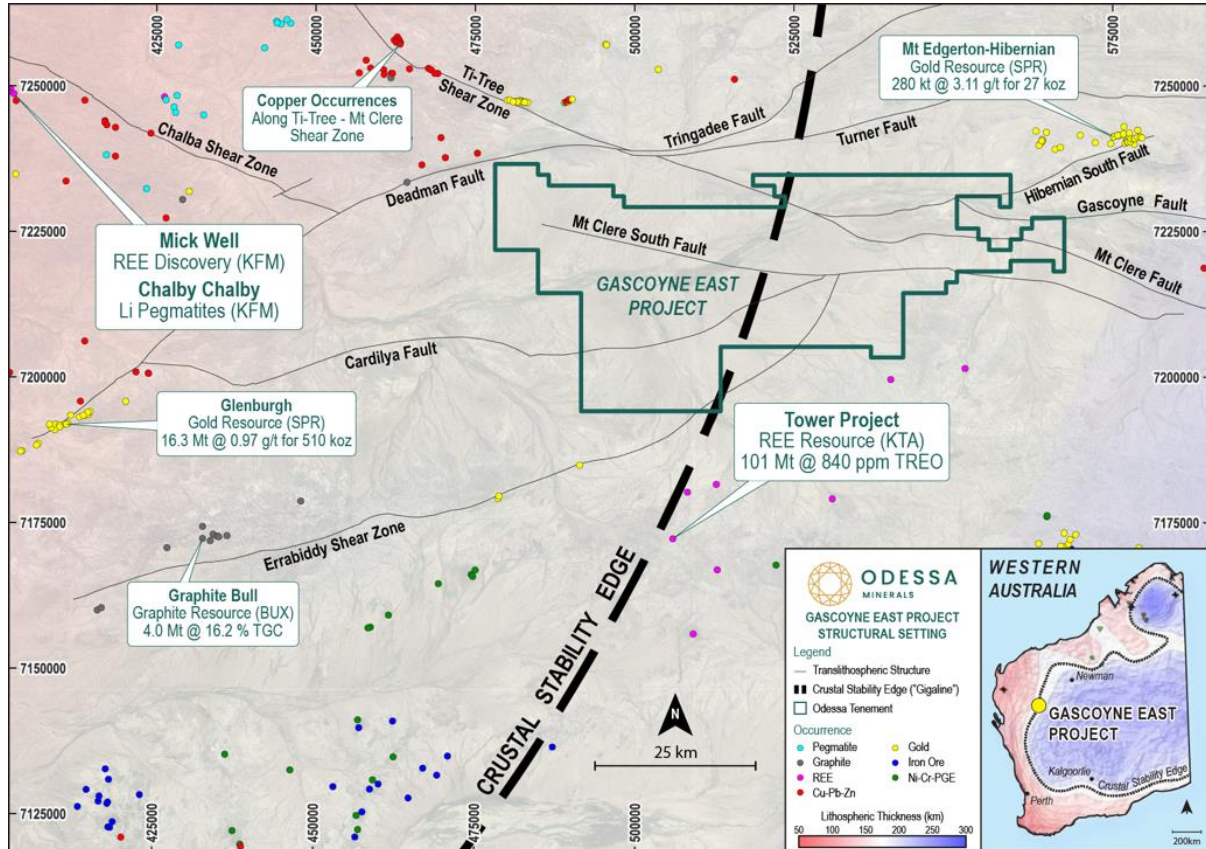 425000
450000
475000
500000
525000
575000
7250000
7250000
Ti-Tree
Shear Zone
Mt Edgerton-Hibernian
Gold Resource (SPR)
280 kt @ 3.11 g/t for 27 koz
Copper Occurrences
Along Ti-Tree - Mt Clere
Shear Zone
Chalba Shear Zone
Tringadee Fault
Turner Fault
Deadman Fault
Hibernian South Fault
Gascoyne Fault
7225000
7225000
Mt Clere South Fault
Mt Clere Fault
Mick Well
REE Discovery (KFM)
Chalby Chalby
Li Pegmatites (KFM)
GASCOYNE EAST
PROJECT
Cardilya Fault
7200000
7200000
Glenburgh
Gold Resource (SPR)
16.3 Mt @ 0.97 g/t for 510 koz
Tower Project
REE Resource (KTA)
101 Mt @ 840 ppm TREO
7175000
7175000
Errabiddy Shear Zone
Graphite Bull
Graphite Resource (BUX)
4.0 Mt @ 16.2 % TGC
CRUSTAL STABILITY EDGE
7150000
7125000
N
25 km
425000
450000
475000
500000
ODESSA
MINERALS
GASCOYNE EAST PROJECT
STRUCTURAL SETTING
Legend
Translithospheric Structure
Crustal Stability Edge ("Gigaline")
Odessa Tenement
Occurrence
Pegmatite
Gold
Graphite
Iron Ore
REE
Ni-Cr-PGE
Cu-Pb-Zn
Lithospheric Thickness (km)
50 100 150 200 250 300
WESTERN
AUSTRALIA
Newman
GASCOYNE EAST
PROJECT
Kalgoorlie
Crustal Stability Edge
Perth
200km